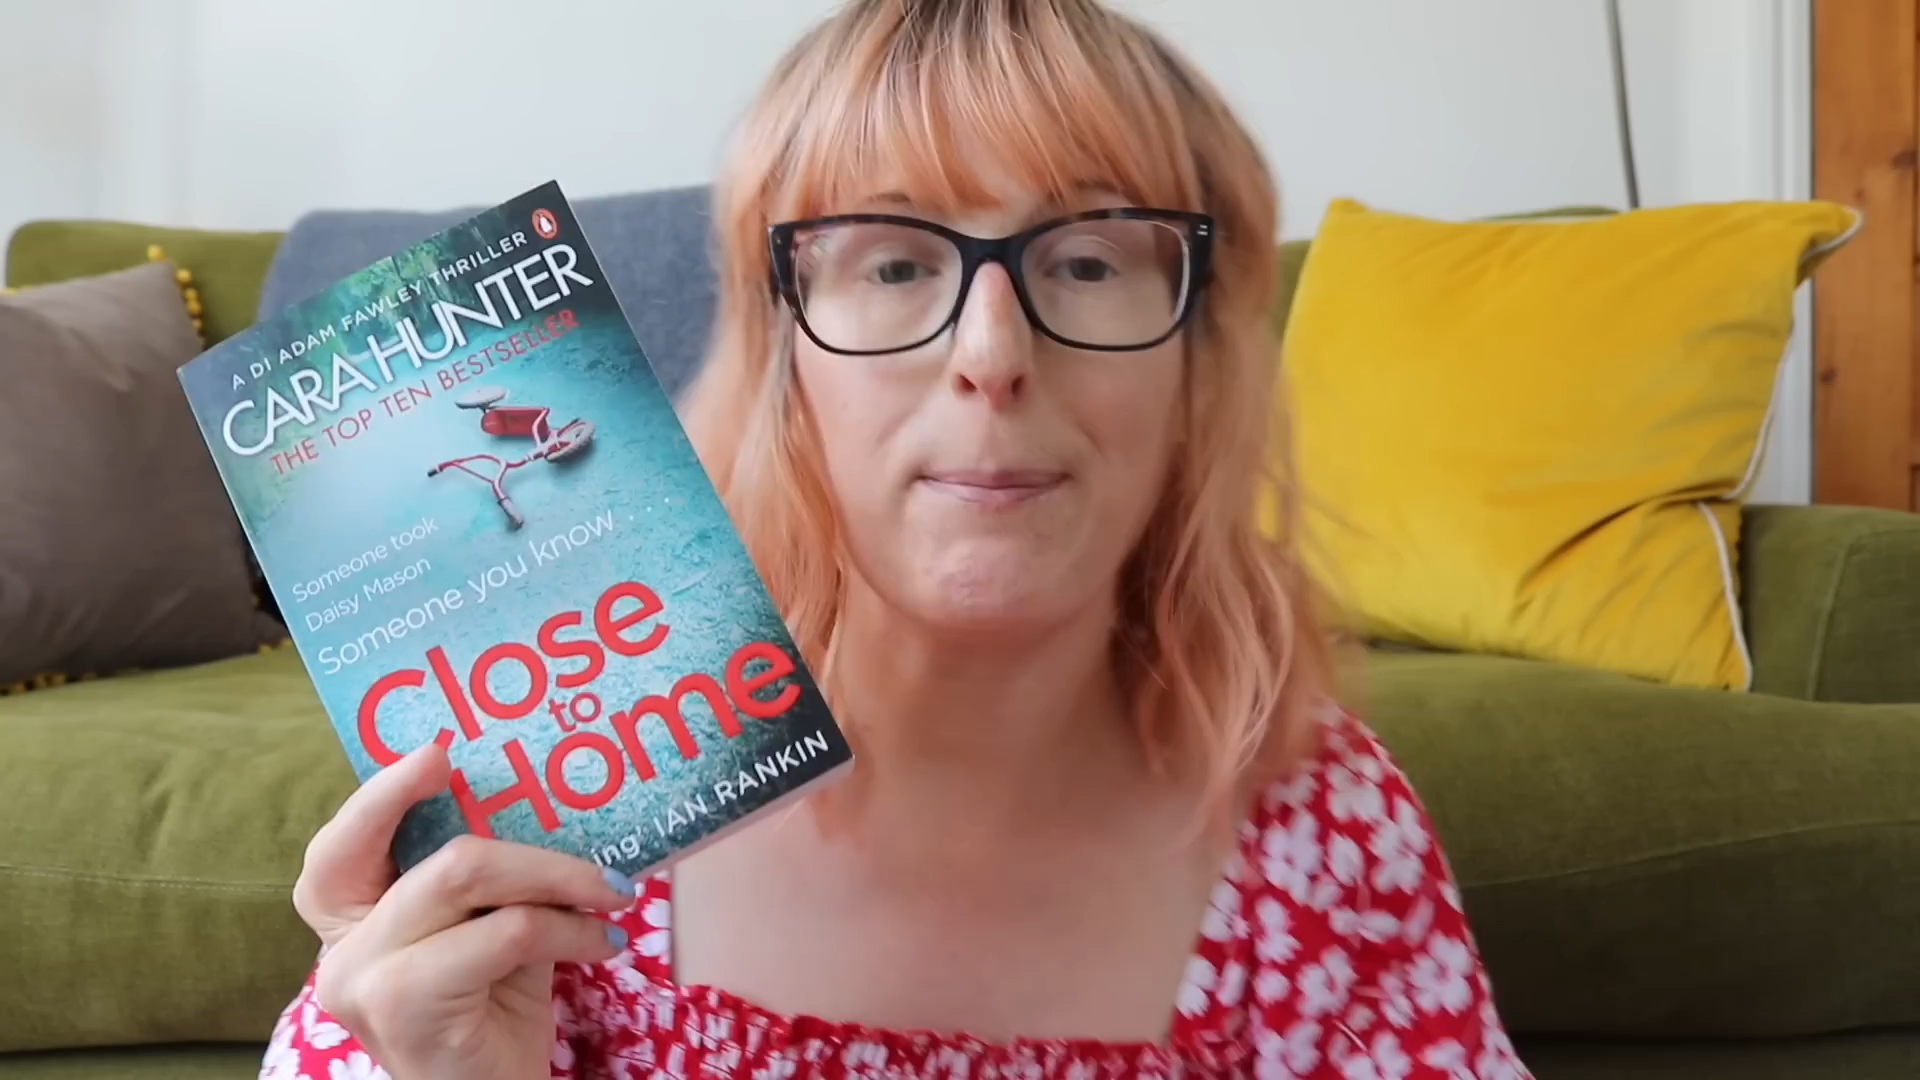 A DI ADAM FAWLEY THRILLER
CARA HUNTER
THE TOP TEN BESTSELLER
Someone took
Daisy Mason
Someone you know . . .
Close
to
Home
ing' IAN RANKIN